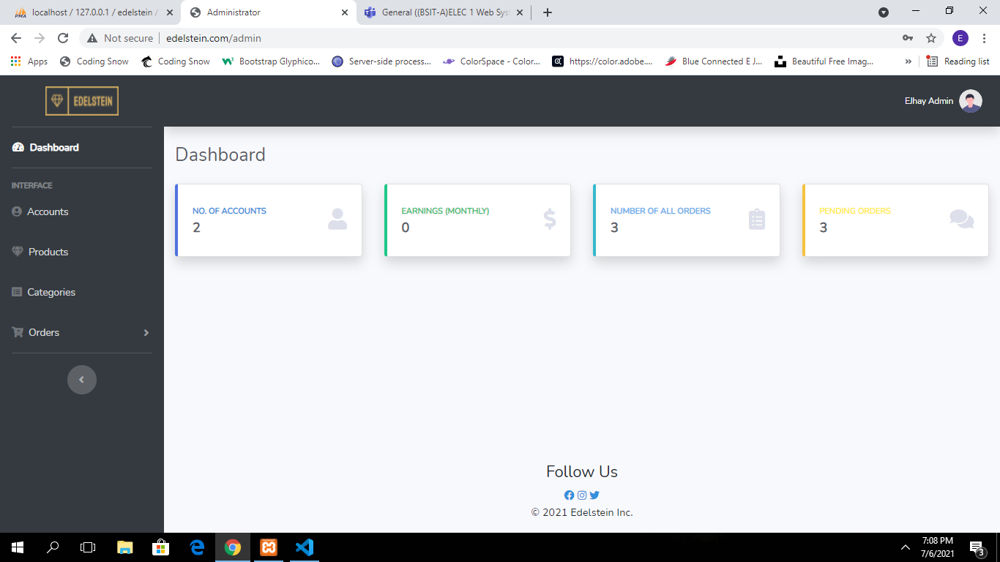 localhost / 127.0.0.1 / edelstein /
Administrator
General ((BSIT-A)ELEC 1 Web Sys
Not secure
edelstein.com/admin
E
Apps
Coding Snow
Coding Snow
Bootstrap Glyphico...
Server-side process...
ColorSpace - Color...
https://color.adobe....
Blue Connected E J...
Beautiful Free Imag...
»
Reading list
EDELSTEIN
ElJhay Admin
Dashboard
INTERFACE
Accounts
Products
Categories
Orders
Dashboard
NO. OF ACCOUNTS
2
EARNINGS (MONTHLY)
0
NUMBER OF ALL ORDERS
3
PENDING ORDERS
3
Follow Us
© 2021 Edelstein Inc.
7:08 PM
7/6/2021
3